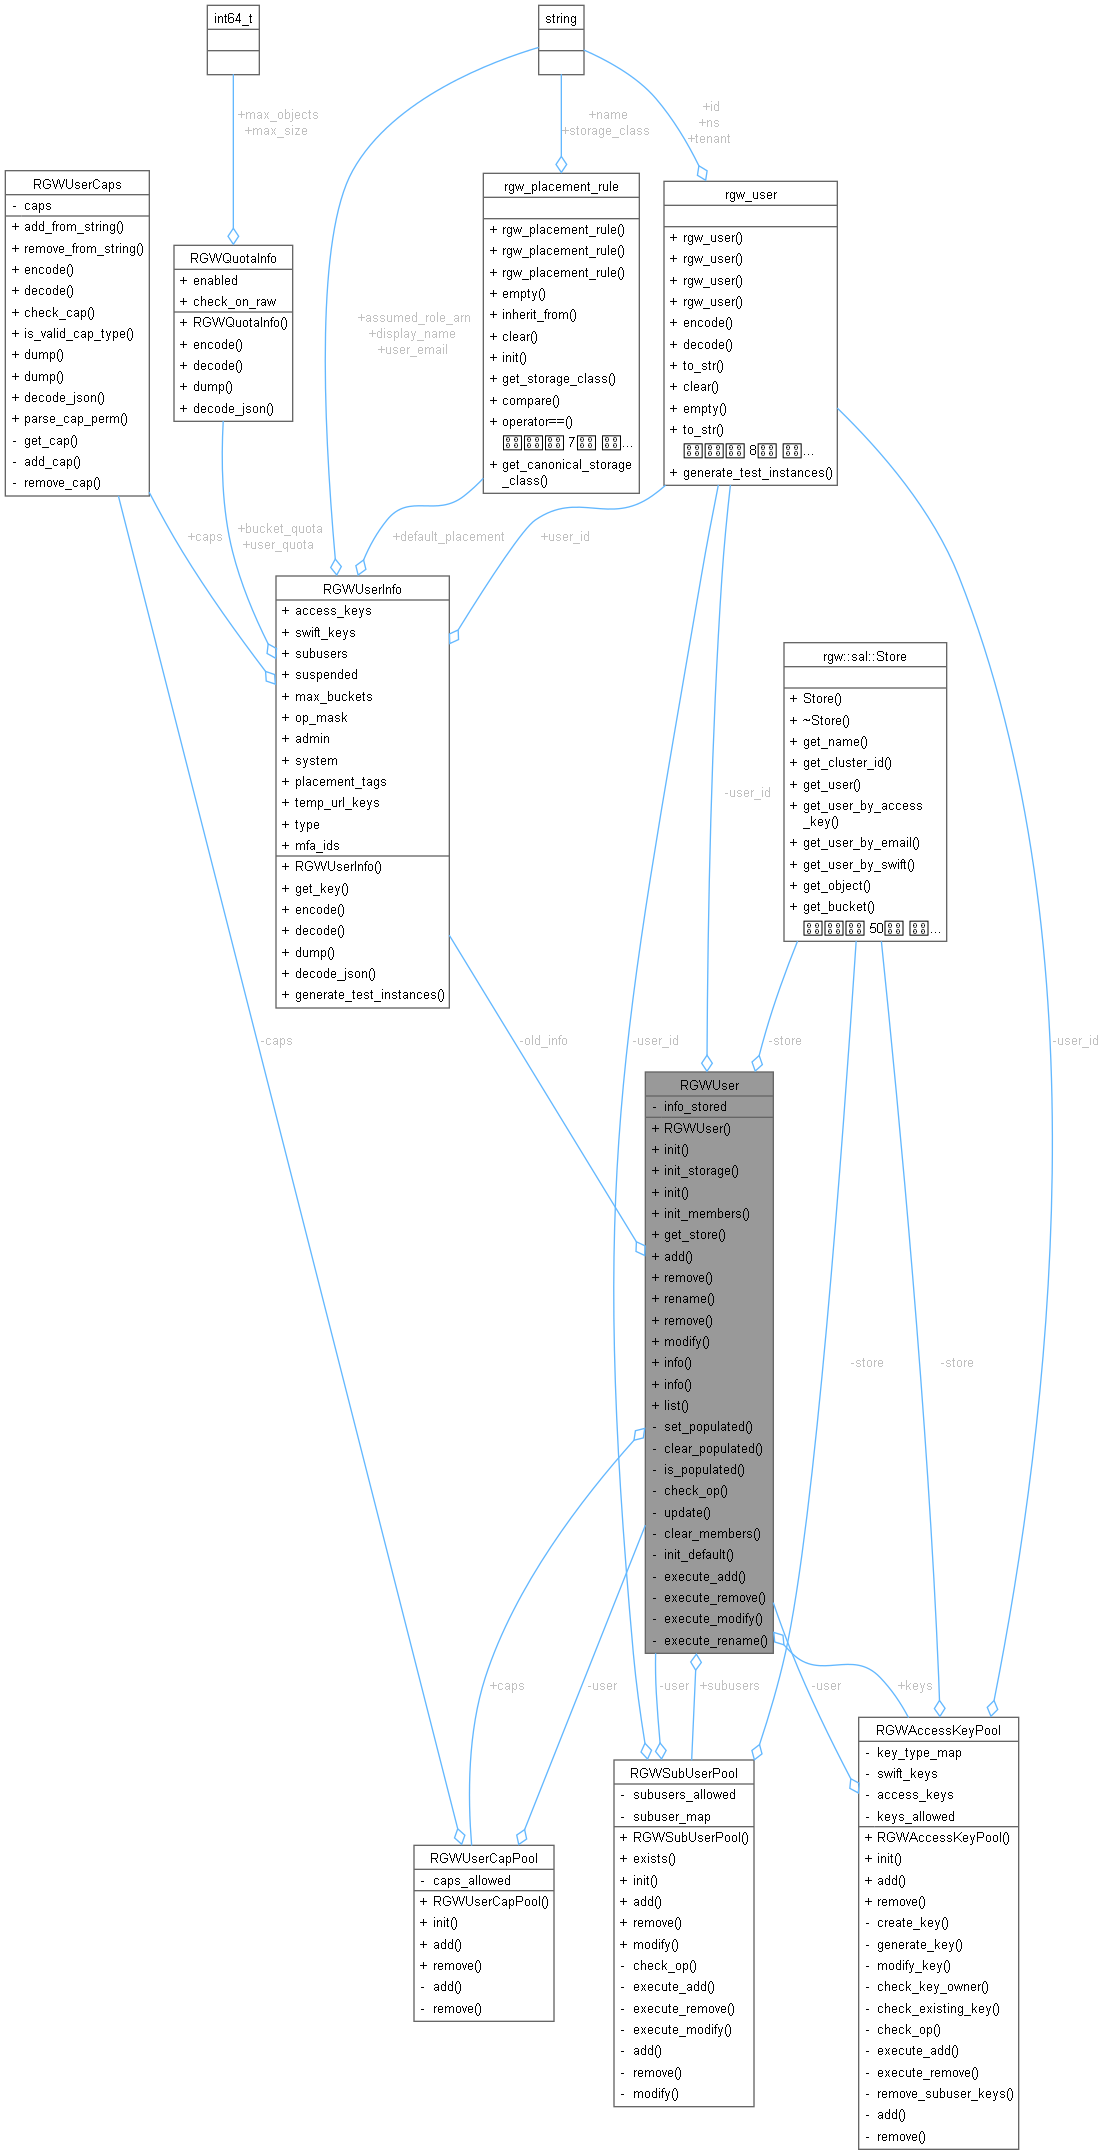 int64_t
string
+max_objects
+max_size
+name
+storage_class
+id
+ns
+tenant
RGWUserCaps
- caps
+ add_from_string()
+ remove_from_string()
+ encode()
+ decode()
+ check_cap()
+ is_valid_cap_type()
+ dump()
+ dump()
+ decode_json()
+ parse_cap_perm()
- get_cap()
- add_cap()
- remove_cap()
RGWQuotaInfo
+ enabled
+ check_on_raw
+ RGWQuotaInfo()
+ encode()
+ decode()
+ dump()
+ decode_json()
rgw_placement_rule
+ rgw_placement_rule()
+ rgw_placement_rule()
+ rgw_placement_rule()
+ empty()
+ inherit_from()
+ clear()
+ init()
+ get_storage_class()
+ compare()
+ operator==()
7 ...
+ get_canonical_storage
_class()
rgw_user
+ rgw_user()
+ rgw_user()
+ rgw_user()
+ rgw_user()
+ encode()
+ decode()
+ to_str()
+ clear()
+ empty()
+ to_str()
8 ...
+ generate_test_instances()
+assumed_role_arn
+display_name
+user_email
+caps
+bucket_quota
+user_quota
+default_placement
+user_id
RGWUserInfo
+ access_keys
+ swift_keys
+ subusers
+ suspended
+ max_buckets
+ op_mask
+ admin
+ system
+ placement_tags
+ temp_url_keys
+ type
+ mfa_ids
+ RGWUserInfo()
+ get_key()
+ encode()
+ decode()
+ dump()
+ decode_json()
+ generate_test_instances()
rgw::sal::Store
+ Store()
+ ~Store()
+ get_name()
+ get_cluster_id()
+ get_user()
+ get_user_by_access
_key()
+ get_user_by_email()
+ get_user_by_swift()
+ get_object()
+ get_bucket()
50 ...
-user_id
-caps
-old_info
-user_id
-store
-user_id
RGWUser
- info_stored
+ RGWUser()
+ init()
+ init_storage()
+ init()
+ init_members()
+ get_store()
+ add()
+ remove()
+ rename()
+ remove()
+ modify()
+ info()
+ info()
+ list()
- set_populated()
- clear_populated()
- is_populated()
- check_op()
- update()
- clear_members()
- init_default()
- execute_add()
- execute_remove()
- execute_modify()
- execute_rename()
-store
-store
+caps
-user
-user
+subusers
-user
+keys
RGWUserCapPool
- caps_allowed
+ RGWUserCapPool()
+ init()
+ add()
+ remove()
- add()
- remove()
RGWSubUserPool
- subusers_allowed
- subuser_map
+ RGWSubUserPool()
+ exists()
+ init()
+ add()
+ remove()
+ modify()
- check_op()
- execute_add()
- execute_remove()
- execute_modify()
- add()
- remove()
- modify()
RGWAccessKeyPool
- key_type_map
- swift_keys
- access_keys
- keys_allowed
+ RGWAccessKeyPool()
+ init()
+ add()
+ remove()
- create_key()
- generate_key()
- modify_key()
- check_key_owner()
- check_existing_key()
- check_op()
- execute_add()
- execute_remove()
- remove_subuser_keys()
- add()
- remove()